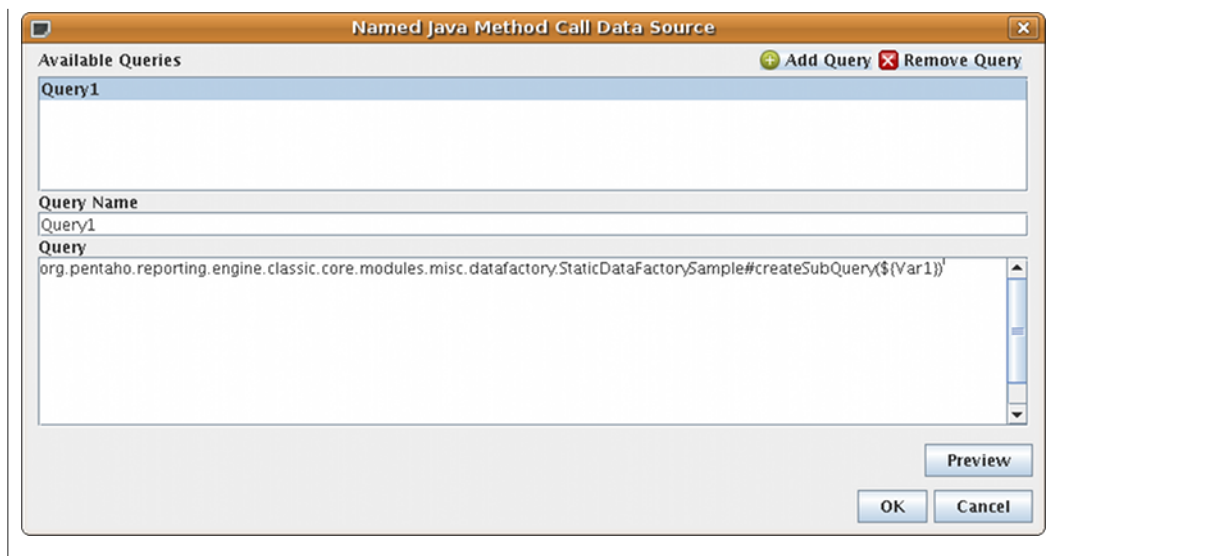 Named Java Method Call Data Source
Available Queries Add Query Remove Query
Query1
Query Name
Query1
Query
org.pentaho.reporting.engine.classic.core.modules.misc.datafactory.StaticDataFactorySample#createSubQuery(${Var1})'
Preview
OK Cancel